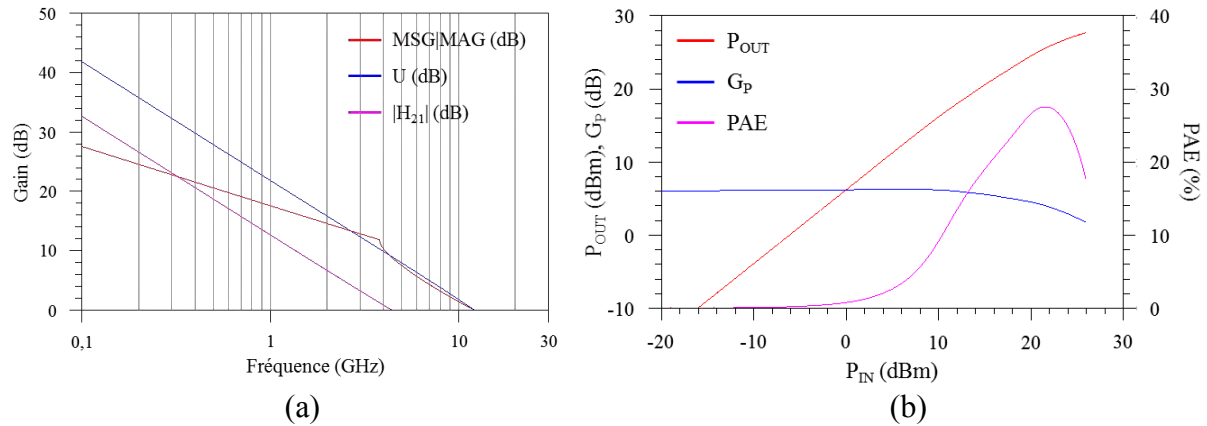 50
40
30
20
10
0
Gain (dB)
MSG|MAG (dB)
U (dB)
|H21| (dB)
0,1
1
10
30
Fréquence (GHz)
(a)
30
20
10
0
-10
POUT (dBm), GP (dB)
POUT
GP
PAE
40
30
20
10
0
PAE (%)
-20
-10
0
10
20
30
PIN (dBm)
(b)